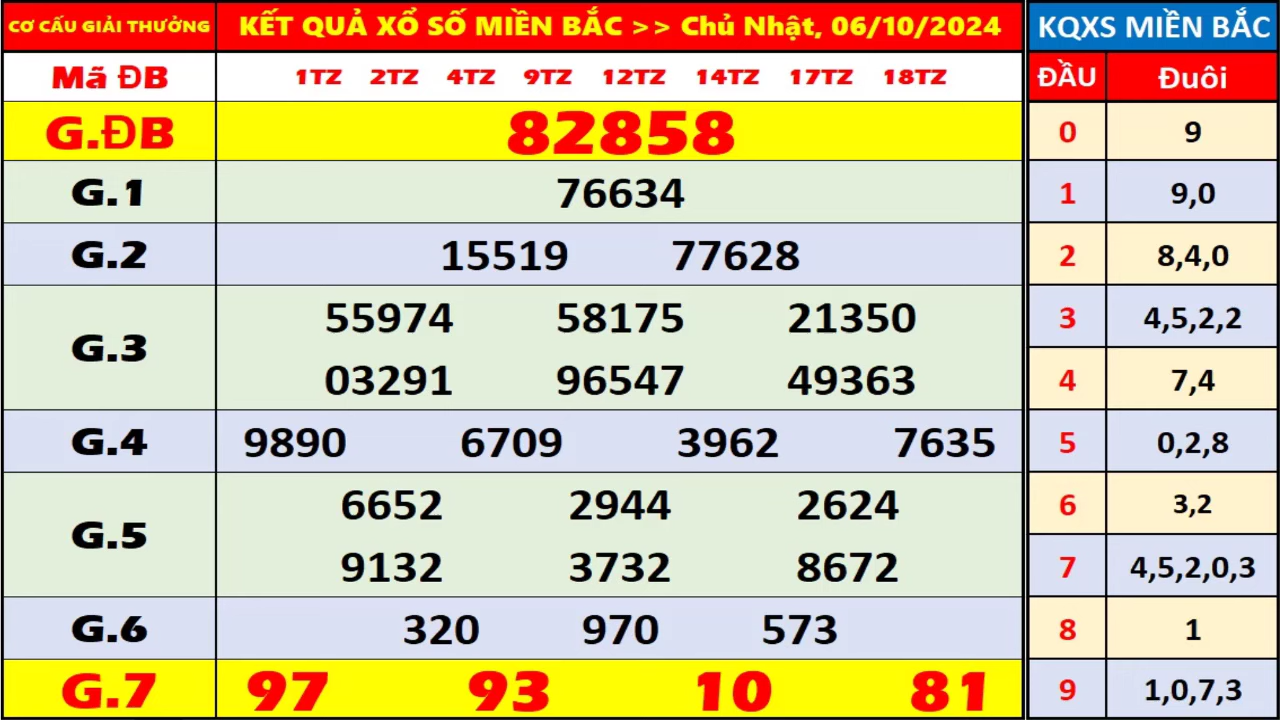 CƠ CẤU GIẢI THƯỞNG
KẾT QUẢ XỔ SỐ MIỀN BẮC >> Chủ Nhật, 06/10/2024
Mã ĐB
1TZ 2TZ 4TZ 9TZ 12TZ 14TZ 17TZ 18TZ
G.ĐB
82858
G.1
76634
G.2
15519 77628
G.3
55974 58175 21350
03291 96547 49363
G.4
9890 6709 3962 7635
G.5
6652 2944 2624
9132 3732 8672
G.6
320 970 573
G.7
97 93 10 81
KQXS MIỀN BẮC
ĐẦU Đuôi
0 9
1 9,0
2 8,4,0
3 4,5,2,2
4 7,4
5 0,2,8
6 3,2
7 4,5,2,0,3
8 1
9 1,0,7,3